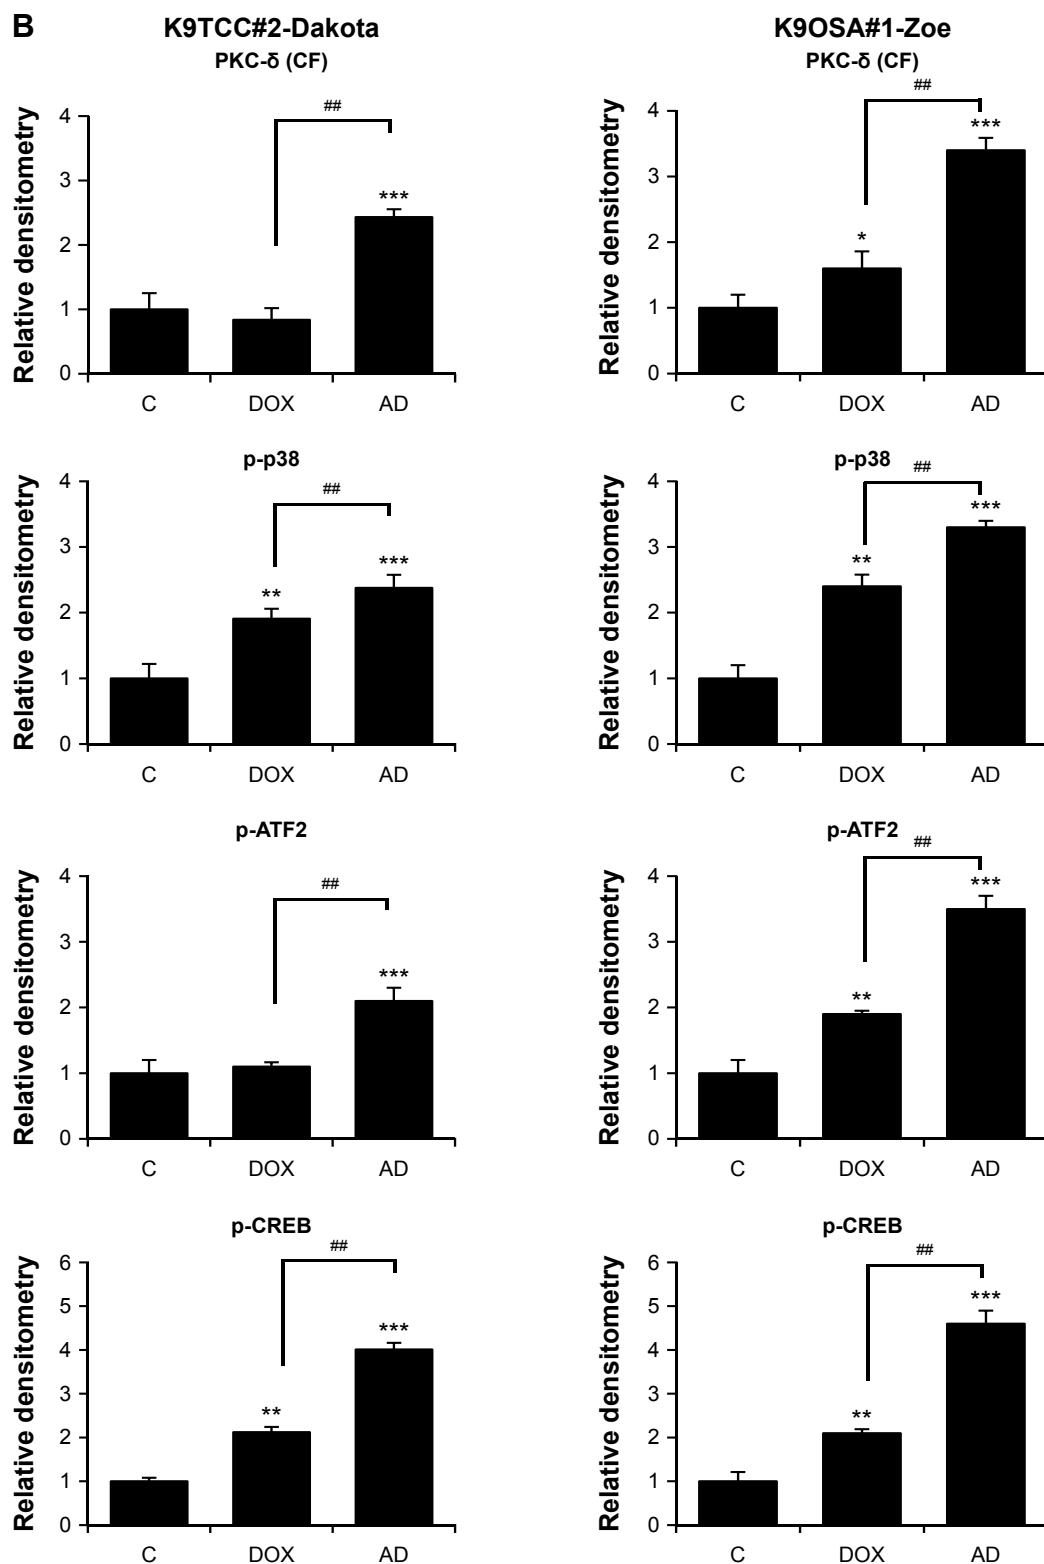 B
K9TCC#2-Dakota
PKC-δ (CF)
Relative densitometry
4
3
2
1
0
##
***
C DOX AD
K9OSA#1-Zoe
PKC-δ (CF)
Relative densitometry
4
3
2
1
0
##
*
***
C DOX AD
p-p38
Relative densitometry
4
3
2
1
0
##
**
***
C DOX AD
p-p38
Relative densitometry
4
3
2
1
0
##
**
***
C DOX AD
p-ATF2
Relative densitometry
4
3
2
1
0
##
***
C DOX AD
p-ATF2
Relative densitometry
4
3
2
1
0
##
**
***
C DOX AD
p-CREB
Relative densitometry
6
5
4
3
2
1
0
##
**
***
C DOX AD
p-CREB
Relative densitometry
6
5
4
3
2
1
0
##
**
***
C DOX AD